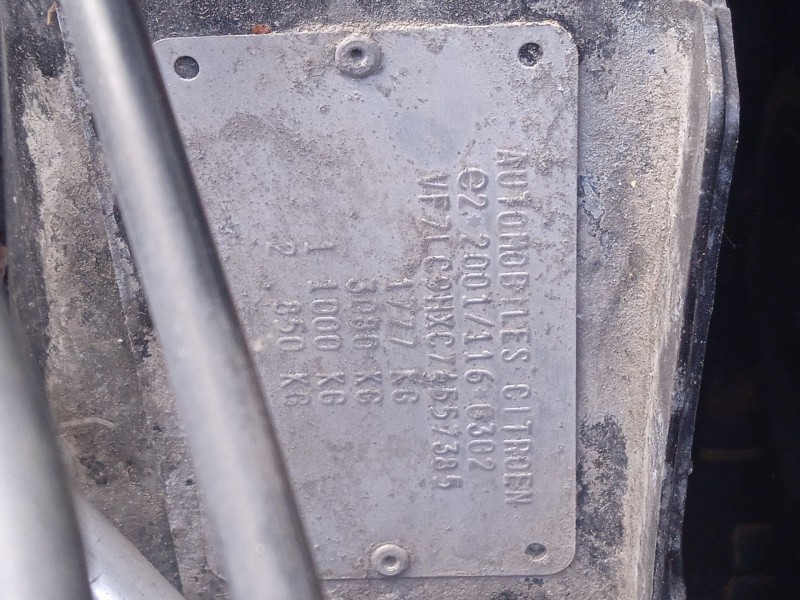 AUTOMOBILES CITROEN
e2*2001/116*0302
VF7LC9HXC74557385
1777 KG
3080 KG
1 1000 KG
2 850 KG